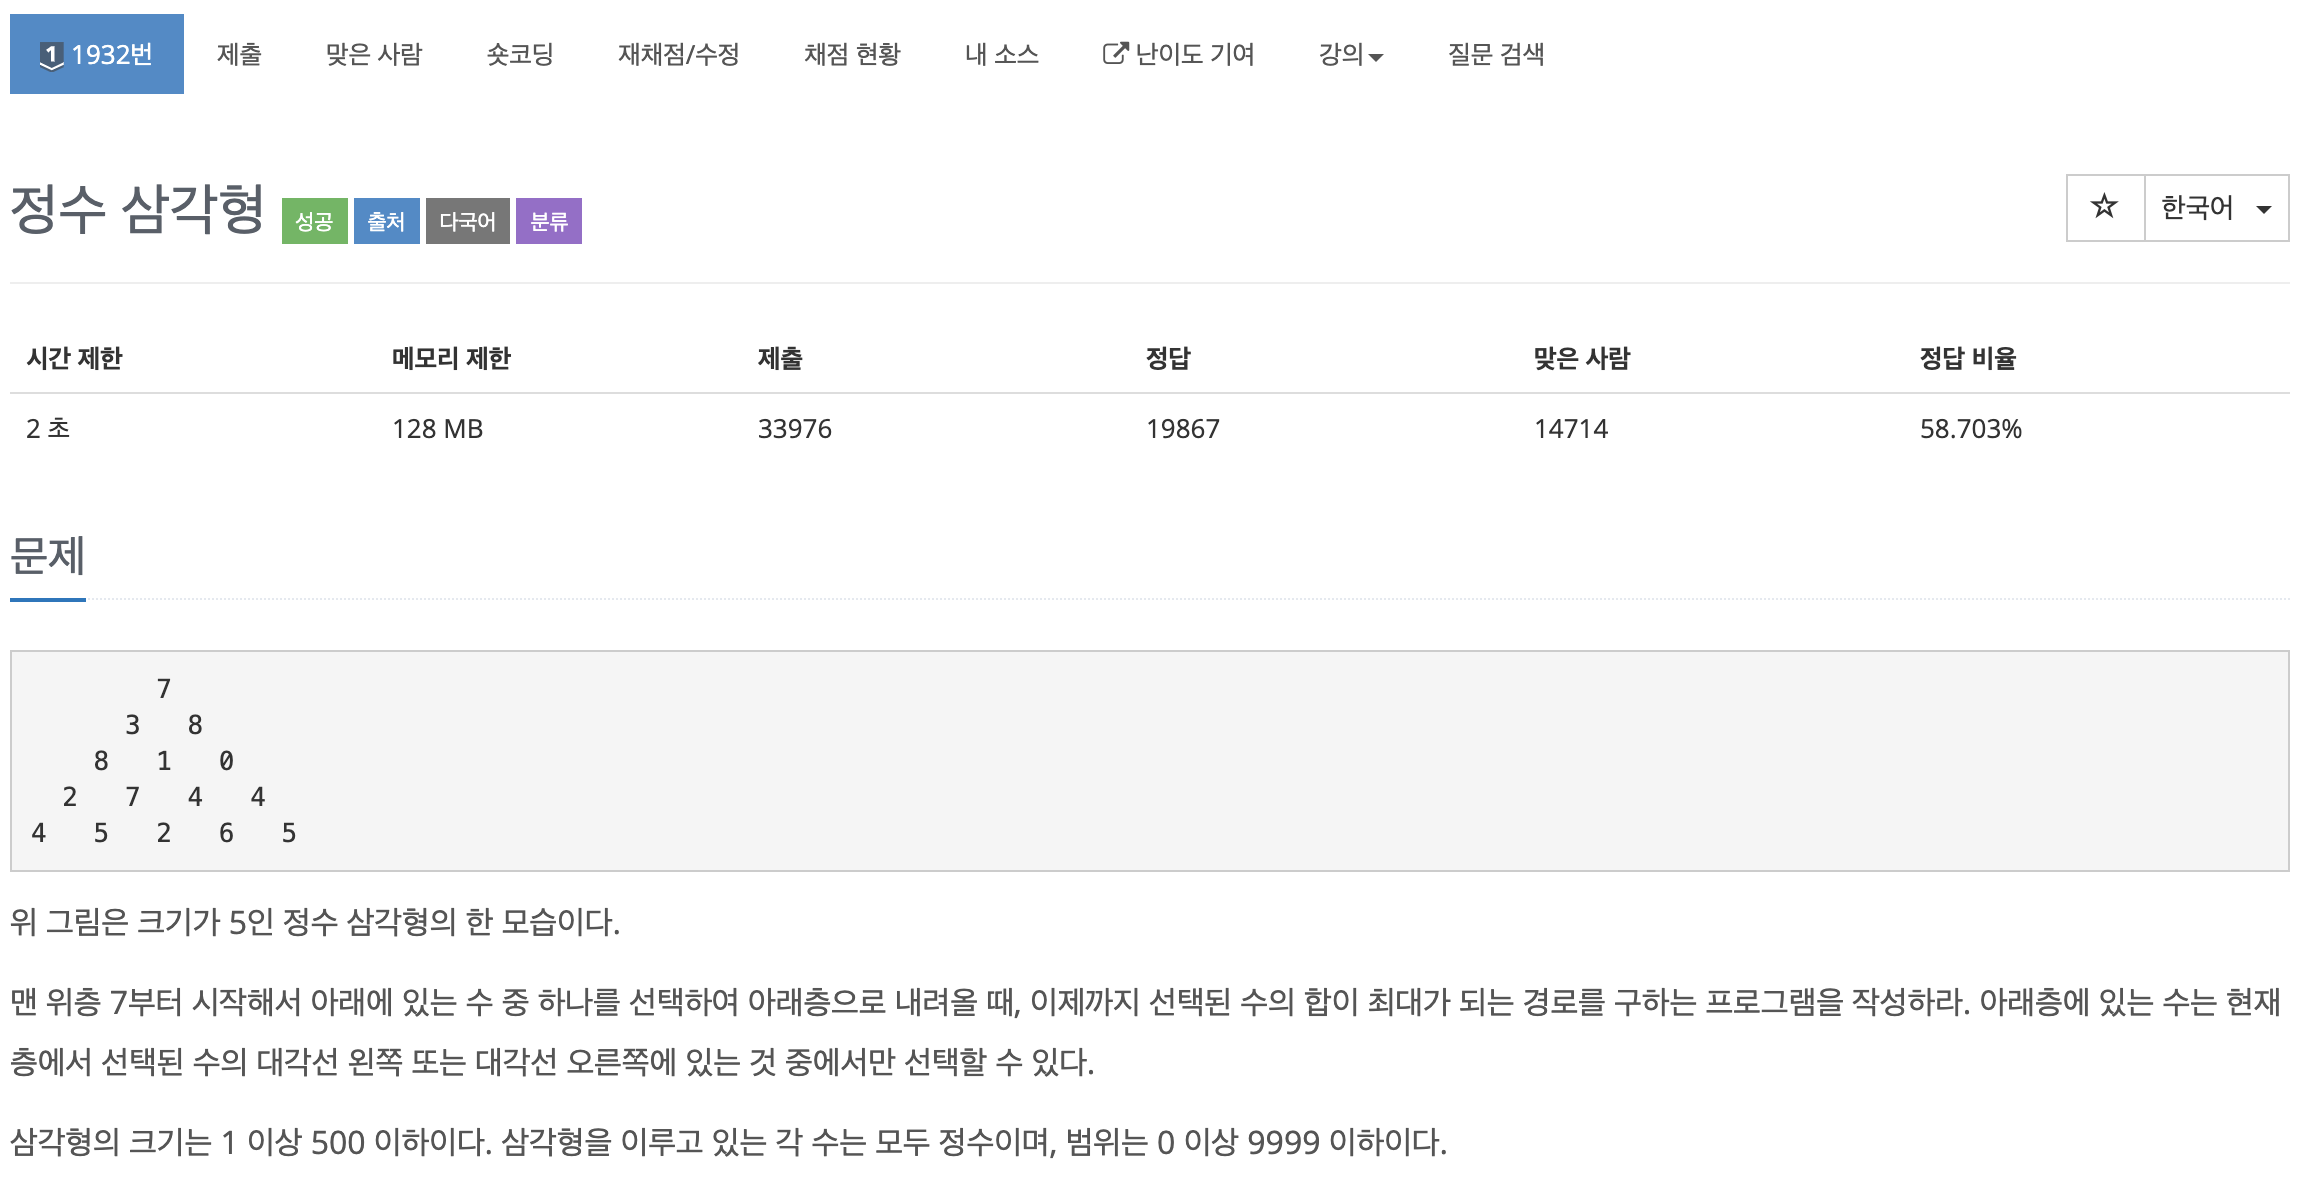 1 1932번 제출 맞은 사람 숏코딩 재채점/수정 채점 현황 내 소스 난이도 기여 강의 질문 검색
정수 삼각형 성공 출처 다국어 분류 한국어
시간 제한 메모리 제한 제출 정답 맞은 사람 정답 비율
2 초 128 MB 33976 19867 14714 58.703%
문제
7
3 8
8 1 0
2 7 4 4
4 5 2 6 5
위 그림은 크기가 5인 정수 삼각형의 한 모습이다.
맨 위층 7부터 시작해서 아래에 있는 수 중 하나를 선택하여 아래층으로 내려올 때, 이제까지 선택된 수의 합이 최대가 되는 경로를 구하는 프로그램을 작성하라. 아래층에 있는 수는 현재
층에서 선택된 수의 대각선 왼쪽 또는 대각선 오른쪽에 있는 것 중에서만 선택할 수 있다.
삼각형의 크기는 1 이상 500 이하이다. 삼각형을 이루고 있는 각 수는 모두 정수이며, 범위는 0 이상 9999 이하이다.